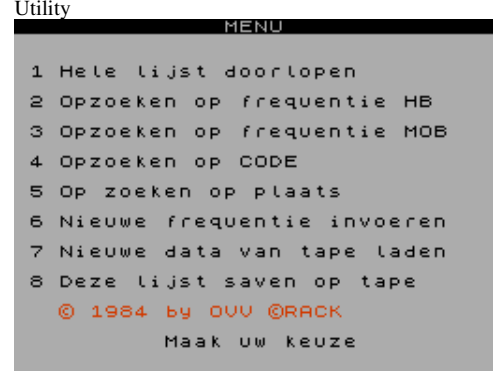 Utility
MENU
1 Hele lijst doorlopen
2 Opzoeken op frequentie HB
3 Opzoeken op frequentie MOB
4 Opzoeken op CODE
5 Op zoeken op plaats
6 Nieuwe frequentie invoeren
7 Nieuwe data van tape laden
8 Deze lijst saven op tape
© 1984 by OVV ©RACK
Maak uw keuze